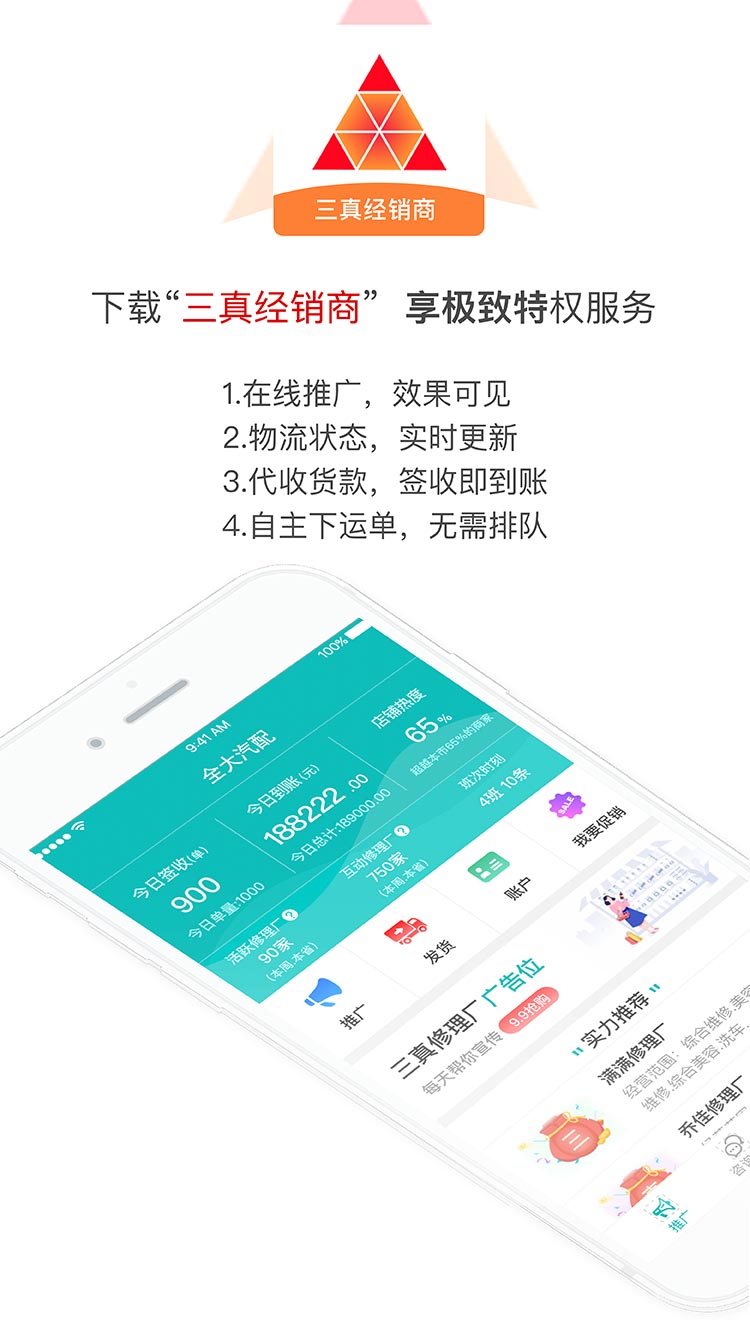 三真经销商
下载“三真经销商” 享极致特权服务
1.在线推广，效果可见
2.物流状态，实时更新
3.代收货款，签收即到账
4.自主下运单，无需排队
9:41 AM
100%
全大汽配
今日签收(单)
900
今日单量:1000
今日到账(元)
188222.00
今日总计:189000.00
店铺热度
65%
超越本市65%的商家
活跃修理厂?
90家
(本周,本省)
互动修理厂?
750家
(本周,本省)
班次时刻
4班 10条
推广
发货
账户
SALE
我要促销
三真修理厂 广告位
每天帮你宣传 9.9抢购
"实力推荐"
三
满满修理厂
经营范围：综合维修,美容
维修,综合美容,洗车,
乔佳修理厂
推广
咨询